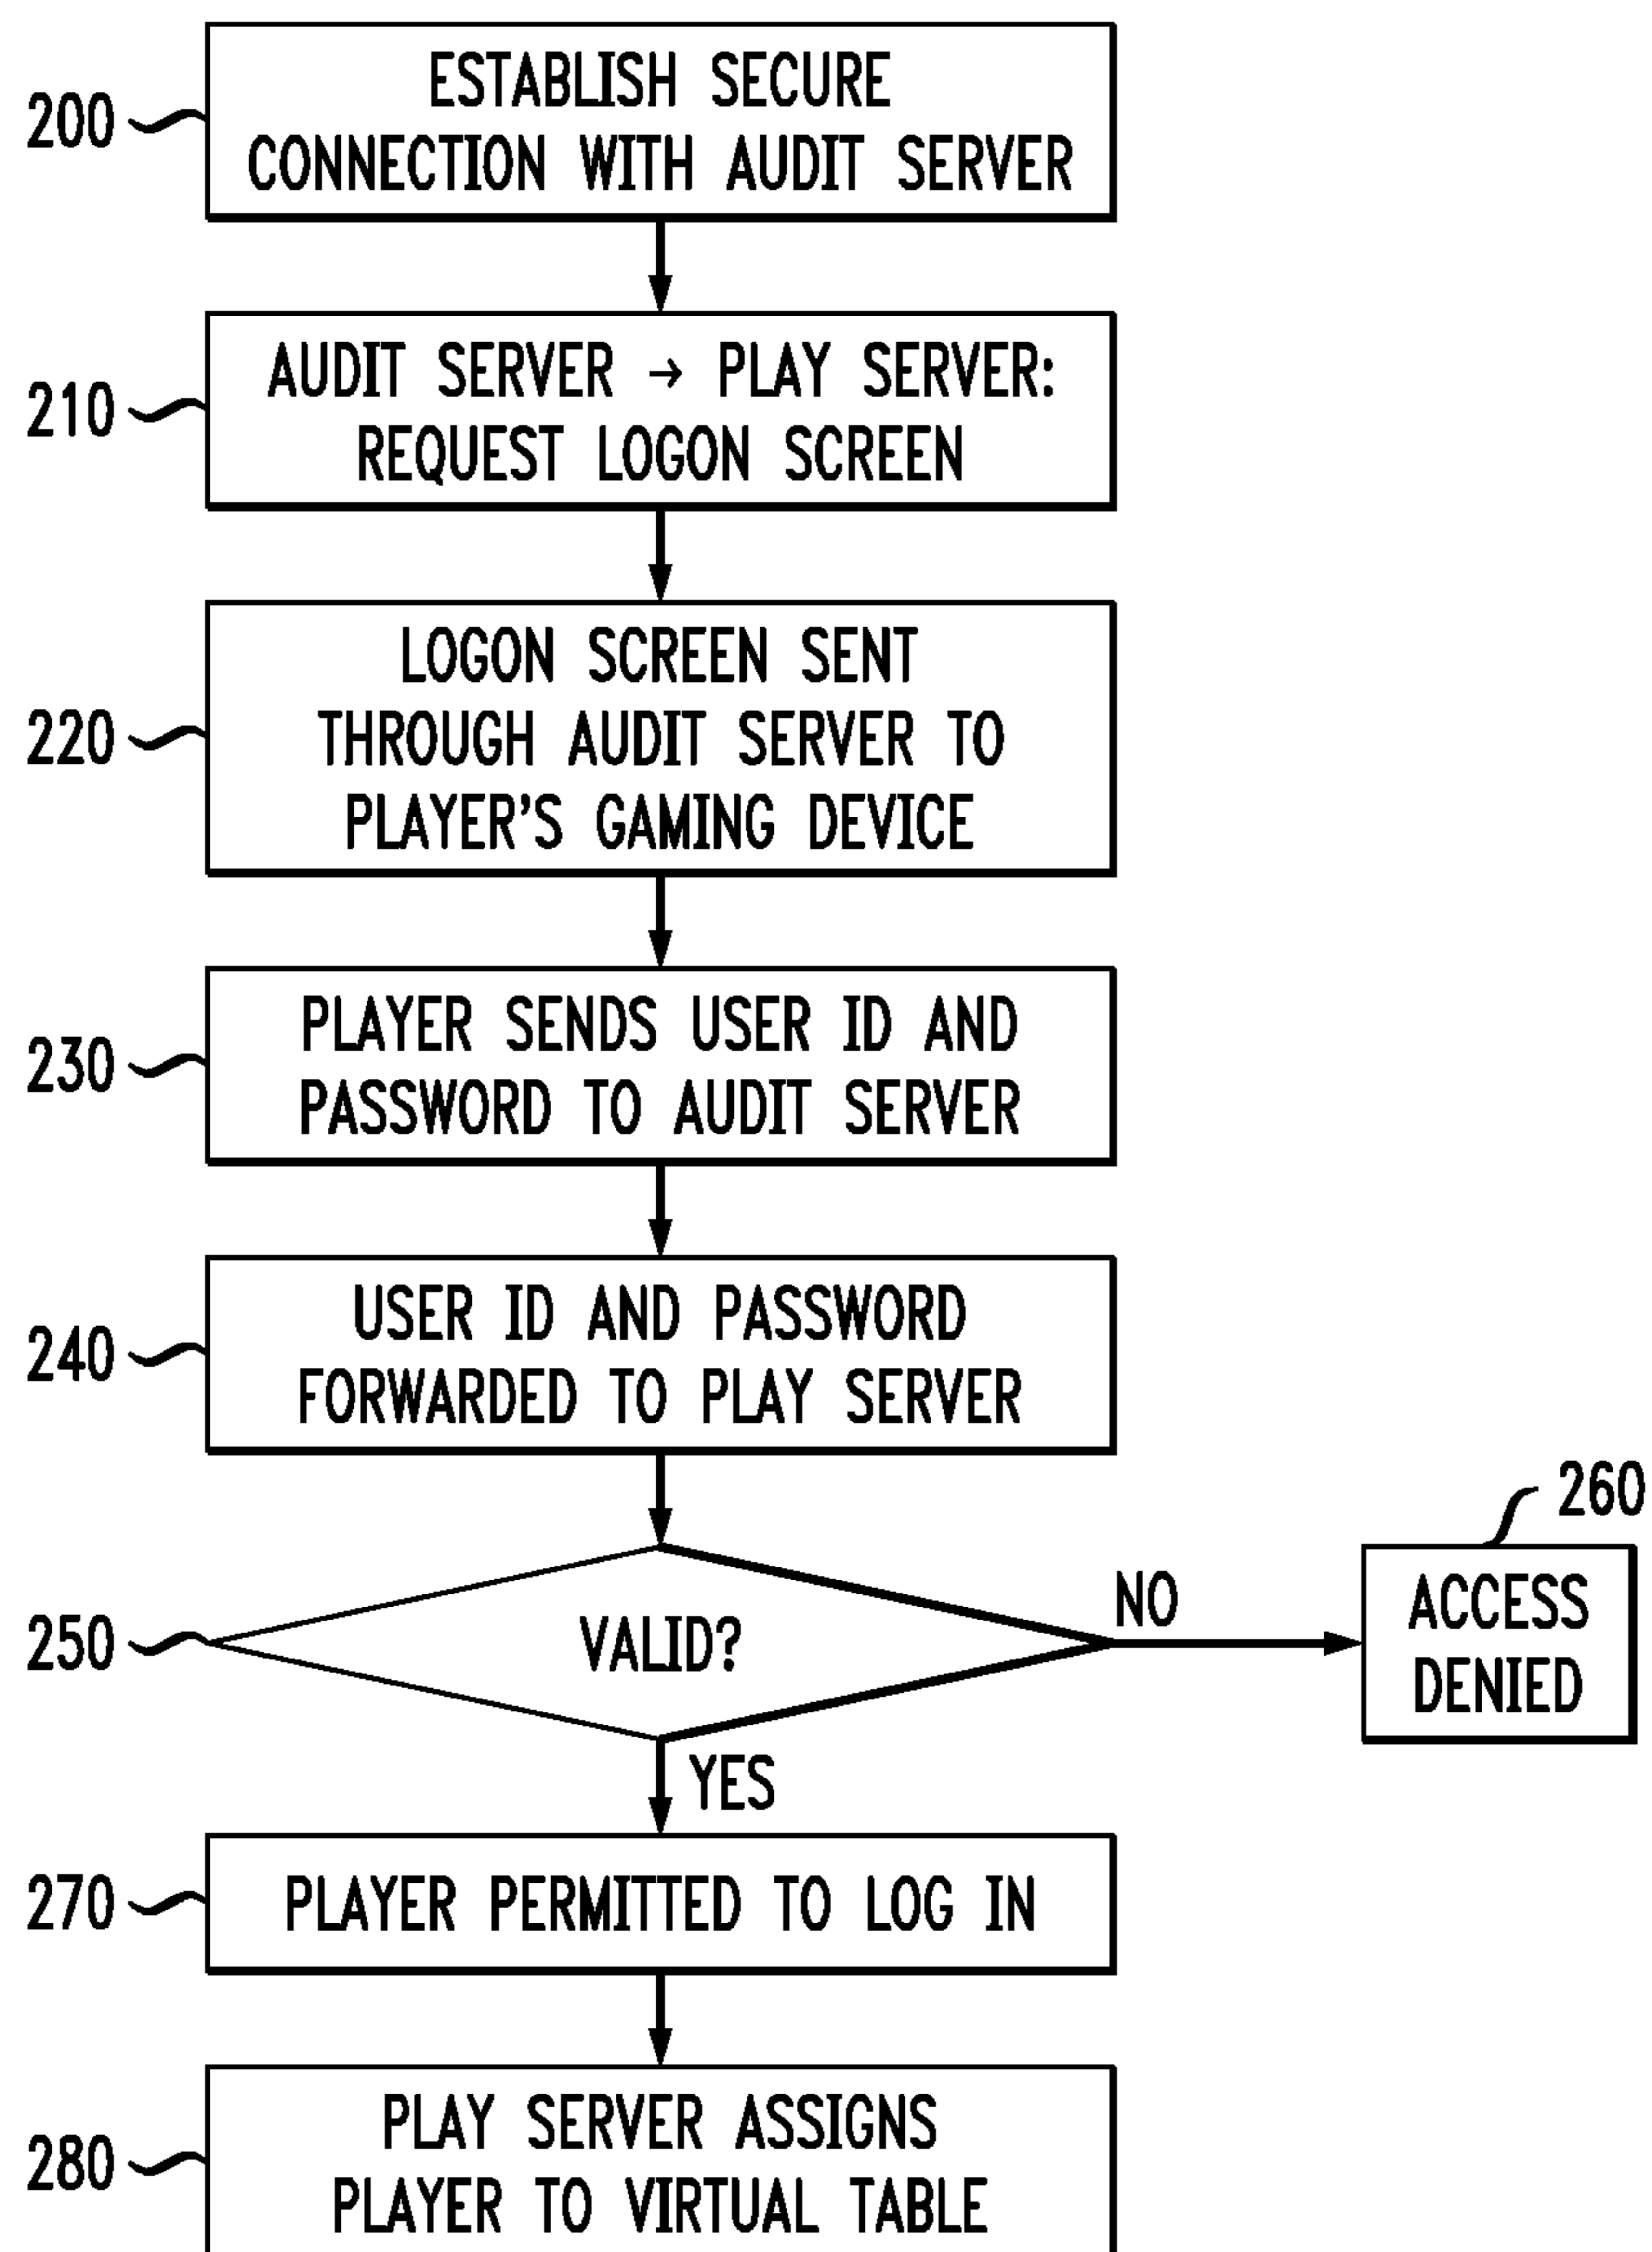 200
ESTABLISH SECURE
CONNECTION WITH AUDIT SERVER
210
AUDIT SERVER → PLAY SERVER:
REQUEST LOGON SCREEN
220
LOGON SCREEN SENT
THROUGH AUDIT SERVER TO
PLAYER'S GAMING DEVICE
230
PLAYER SENDS USER ID AND
PASSWORD TO AUDIT SERVER
240
USER ID AND PASSWORD
FORWARDED TO PLAY SERVER
250
VALID?
NO
260
ACCESS
DENIED
YES
270
PLAYER PERMITTED TO LOG IN
280
PLAY SERVER ASSIGNS
PLAYER TO VIRTUAL TABLE